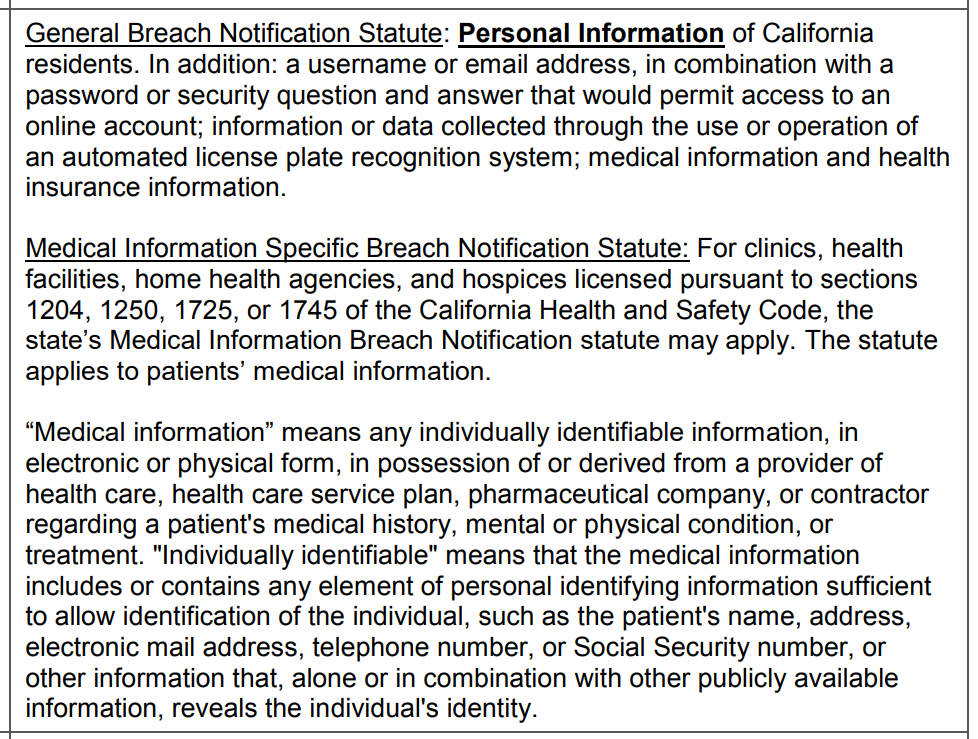 General Breach Notification Statute: Personal Information of California
residents. In addition: a username or email address, in combination with a
password or security question and answer that would permit access to an
online account; information or data collected through the use or operation of
an automated license plate recognition system; medical information and health
insurance information.
Medical Information Specific Breach Notification Statute: For clinics, health
facilities, home health agencies, and hospices licensed pursuant to sections
1204, 1250, 1725, or 1745 of the California Health and Safety Code, the
state’s Medical Information Breach Notification statute may apply. The statute
applies to patients’ medical information.
“Medical information” means any individually identifiable information, in
electronic or physical form, in possession of or derived from a provider of
health care, health care service plan, pharmaceutical company, or contractor
regarding a patient's medical history, mental or physical condition, or
treatment. "Individually identifiable" means that the medical information
includes or contains any element of personal identifying information sufficient
to allow identification of the individual, such as the patient's name, address,
electronic mail address, telephone number, or Social Security number, or
other information that, alone or in combination with other publicly available
information, reveals the individual's identity.